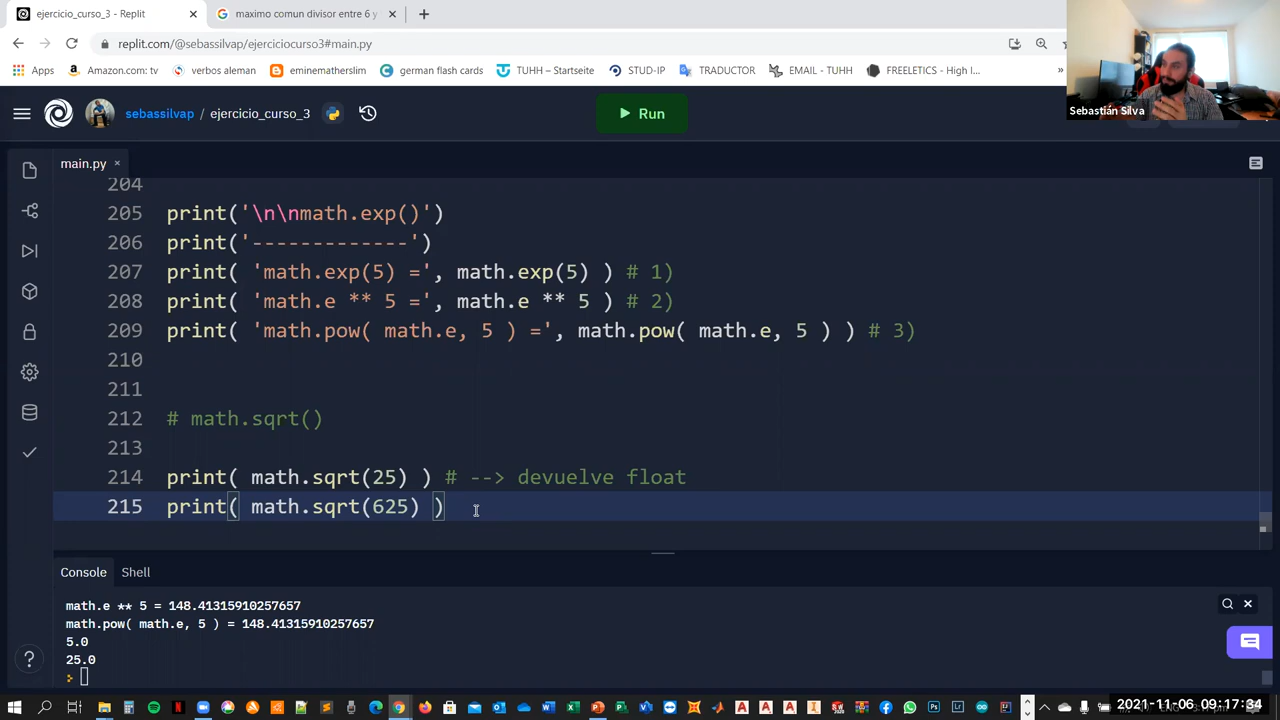 ejercicio_curso_3 - Replit
maximo comun divisor entre 6 y
replit.com/@sebassilvap/ejerciciocurso3#main.py
Apps
Amazon.com: tv
verbos aleman
eminematherslim
german flash cards
TUHH – Startseite
STUD-IP
TRADUCTOR
EMAIL - TUHH
FREELETICS - High I...
»
Sebastián Silva
sebassilvap / ejercicio_curso_3
Run
main.py
204
205 print('\n\nmath.exp()')
206 print('-------------')
207 print( 'math.exp(5) =', math.exp(5) ) # 1)
208 print( 'math.e ** 5 =', math.e ** 5 ) # 2)
209 print( 'math.pow( math.e, 5 ) =', math.pow( math.e, 5 ) ) # 3)
210
211
212 # math.sqrt()
213
214 print( math.sqrt(25) ) # --> devuelve float
215 print( math.sqrt(625) )
Console
Shell
math.e ** 5 = 148.41315910257657
math.pow( math.e, 5 ) = 148.41315910257657
5.0
25.0
2021-11-06 09:17:34